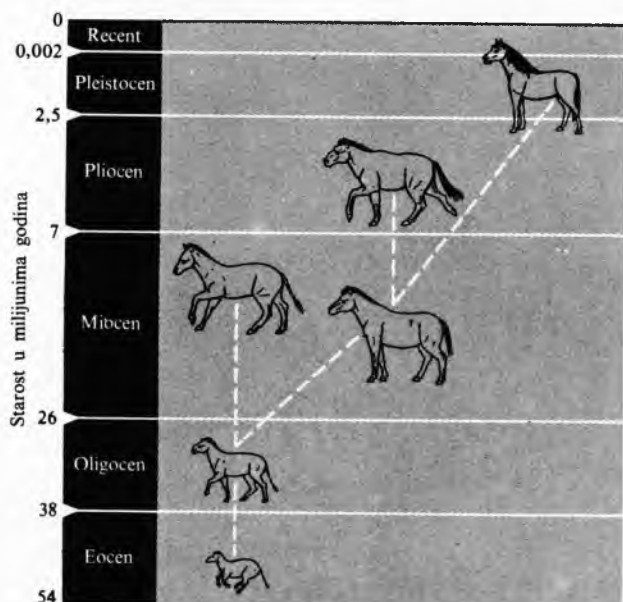 0
Recent
0,002
Pleistocen
2,5
Pliocen
7
Miocen
26
Oligocen
38
Eocen
54
Starost u milijunima godina